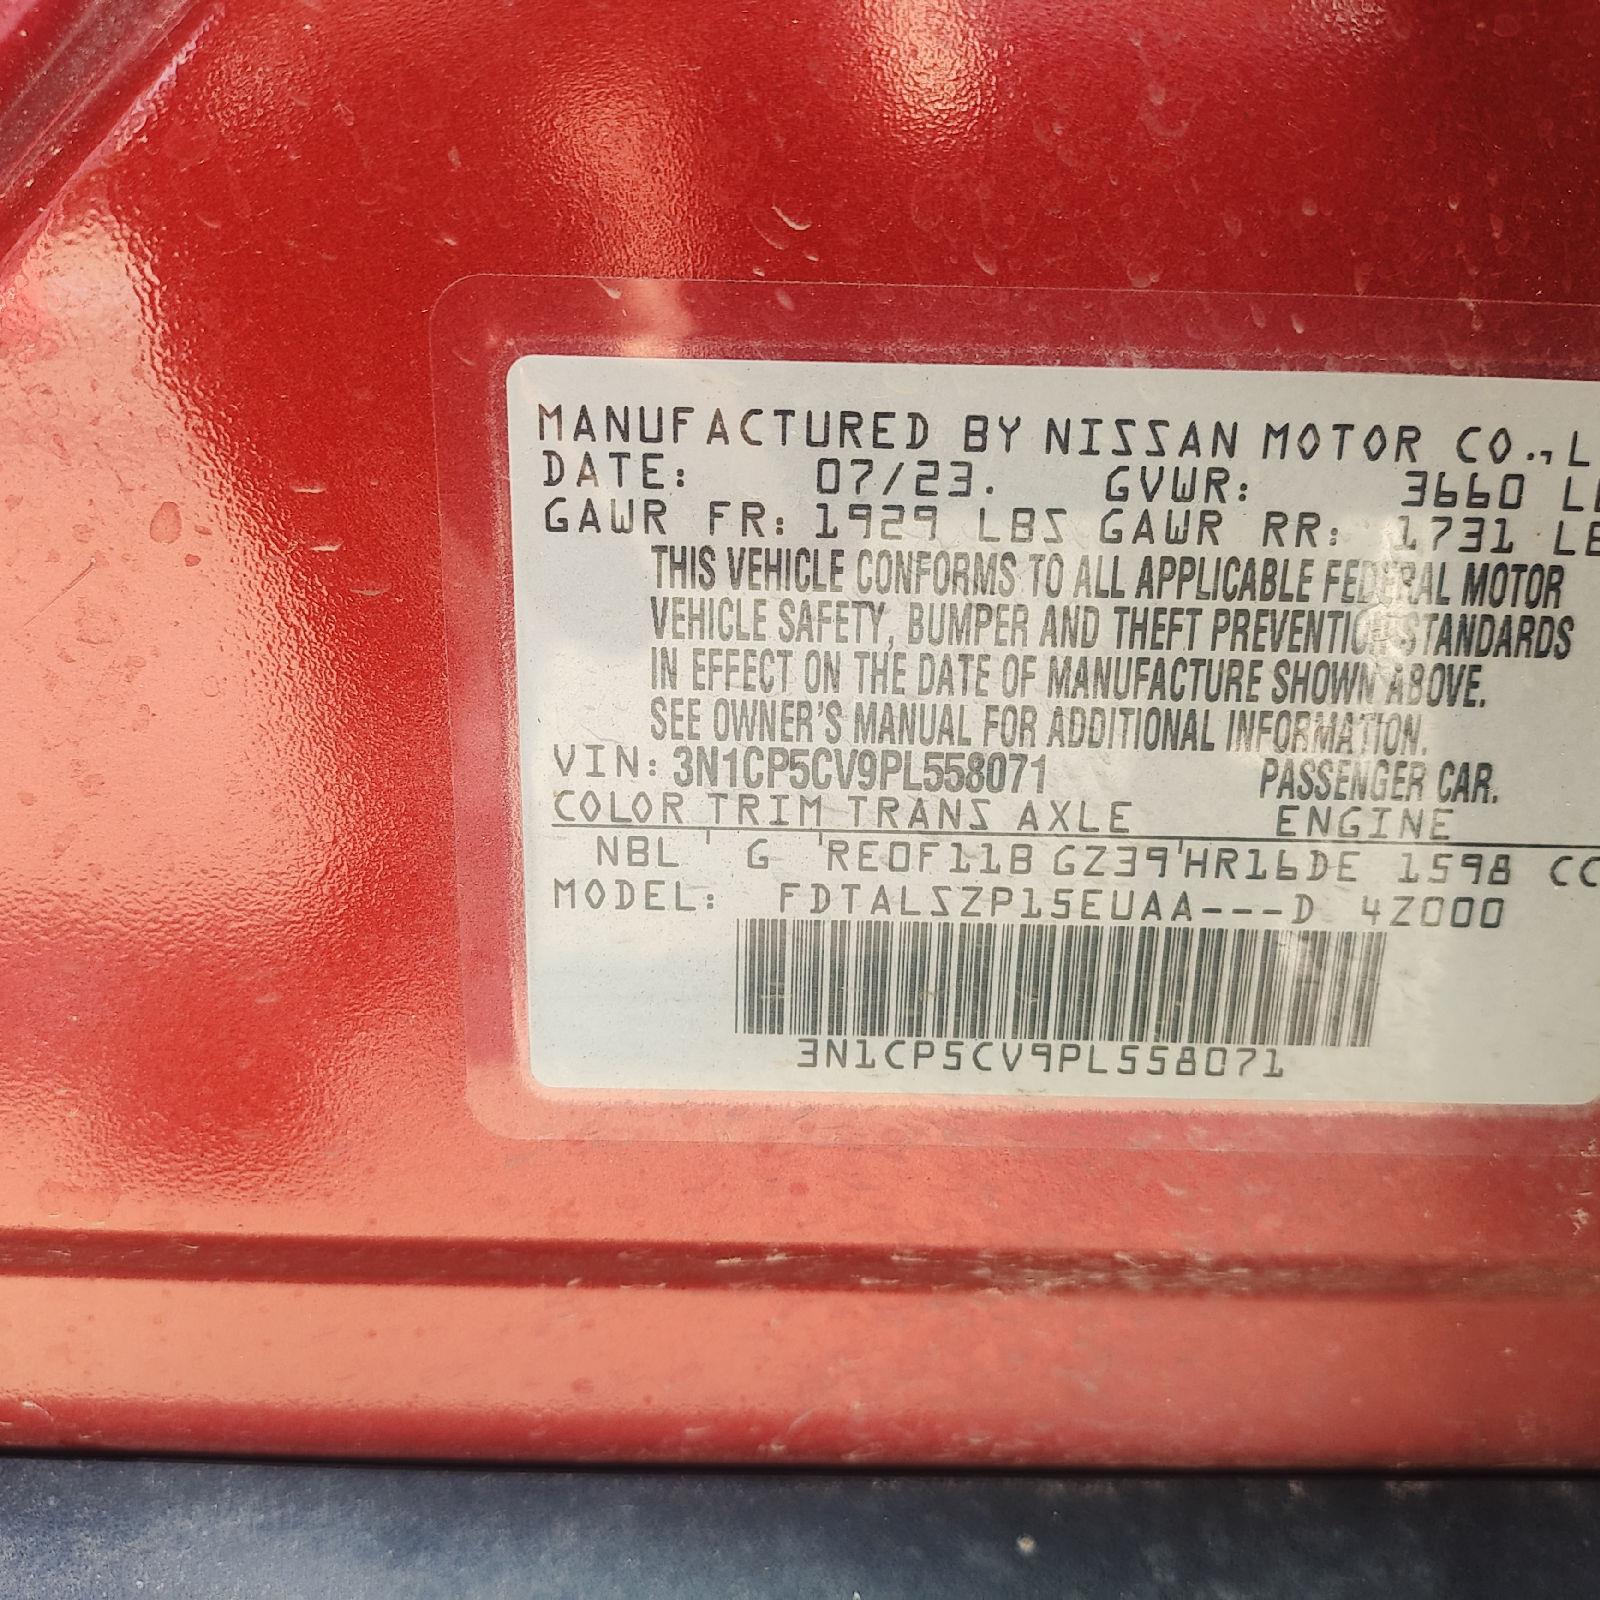 MANUFACTURED BY NISSAN MOTOR CO., L
DATE: 07/23. GVWR: 3660 LB
GAWR FR: 1929 LBS GAWR RR: 1731 LB
THIS VEHICLE CONFORMS TO ALL APPLICABLE FEDERAL MOTOR
VEHICLE SAFETY, BUMPER AND THEFT PREVENTION STANDARDS
IN EFFECT ON THE DATE OF MANUFACTURE SHOWN ABOVE.
SEE OWNER'S MANUAL FOR ADDITIONAL INFORMATION.
VIN: 3N1CP5CV9PL558071 PASSENGER CAR.
COLOR TRIM TRANS AXLE ENGINE
NBL G RE0F11B GZ39 HR16DE 1598 CC
MODEL: FDTALSZP15EUAA---D 4Z000
3N1CP5CV9PL558071